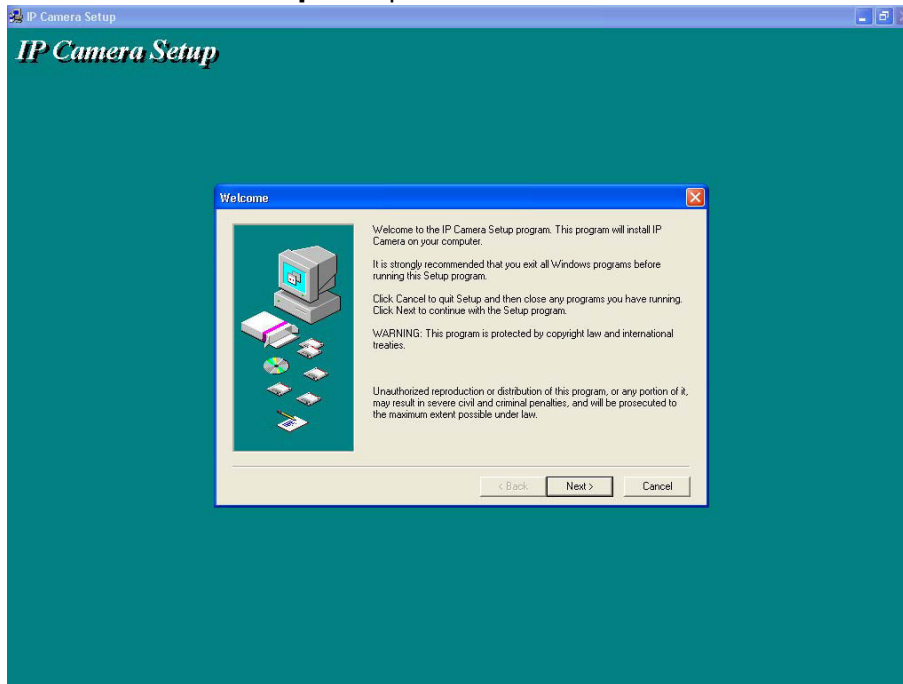 IP Camera Setup
IP Camera Setup
Welcome
Welcome to the IP Camera Setup program. This program will install IP
Camera on your computer.
It is strongly recommended that you exit all Windows programs before
running this Setup program.
Click Cancel to quit Setup and then close any programs you have running.
Click Next to continue with the Setup program.
WARNING: This program is protected by copyright law and international
treaties.
Unauthorized reproduction or distribution of this program, or any portion of it,
may result in severe civil and criminal penalties, and will be prosecuted to
the maximum extent possible under law.
< Back Next > Cancel